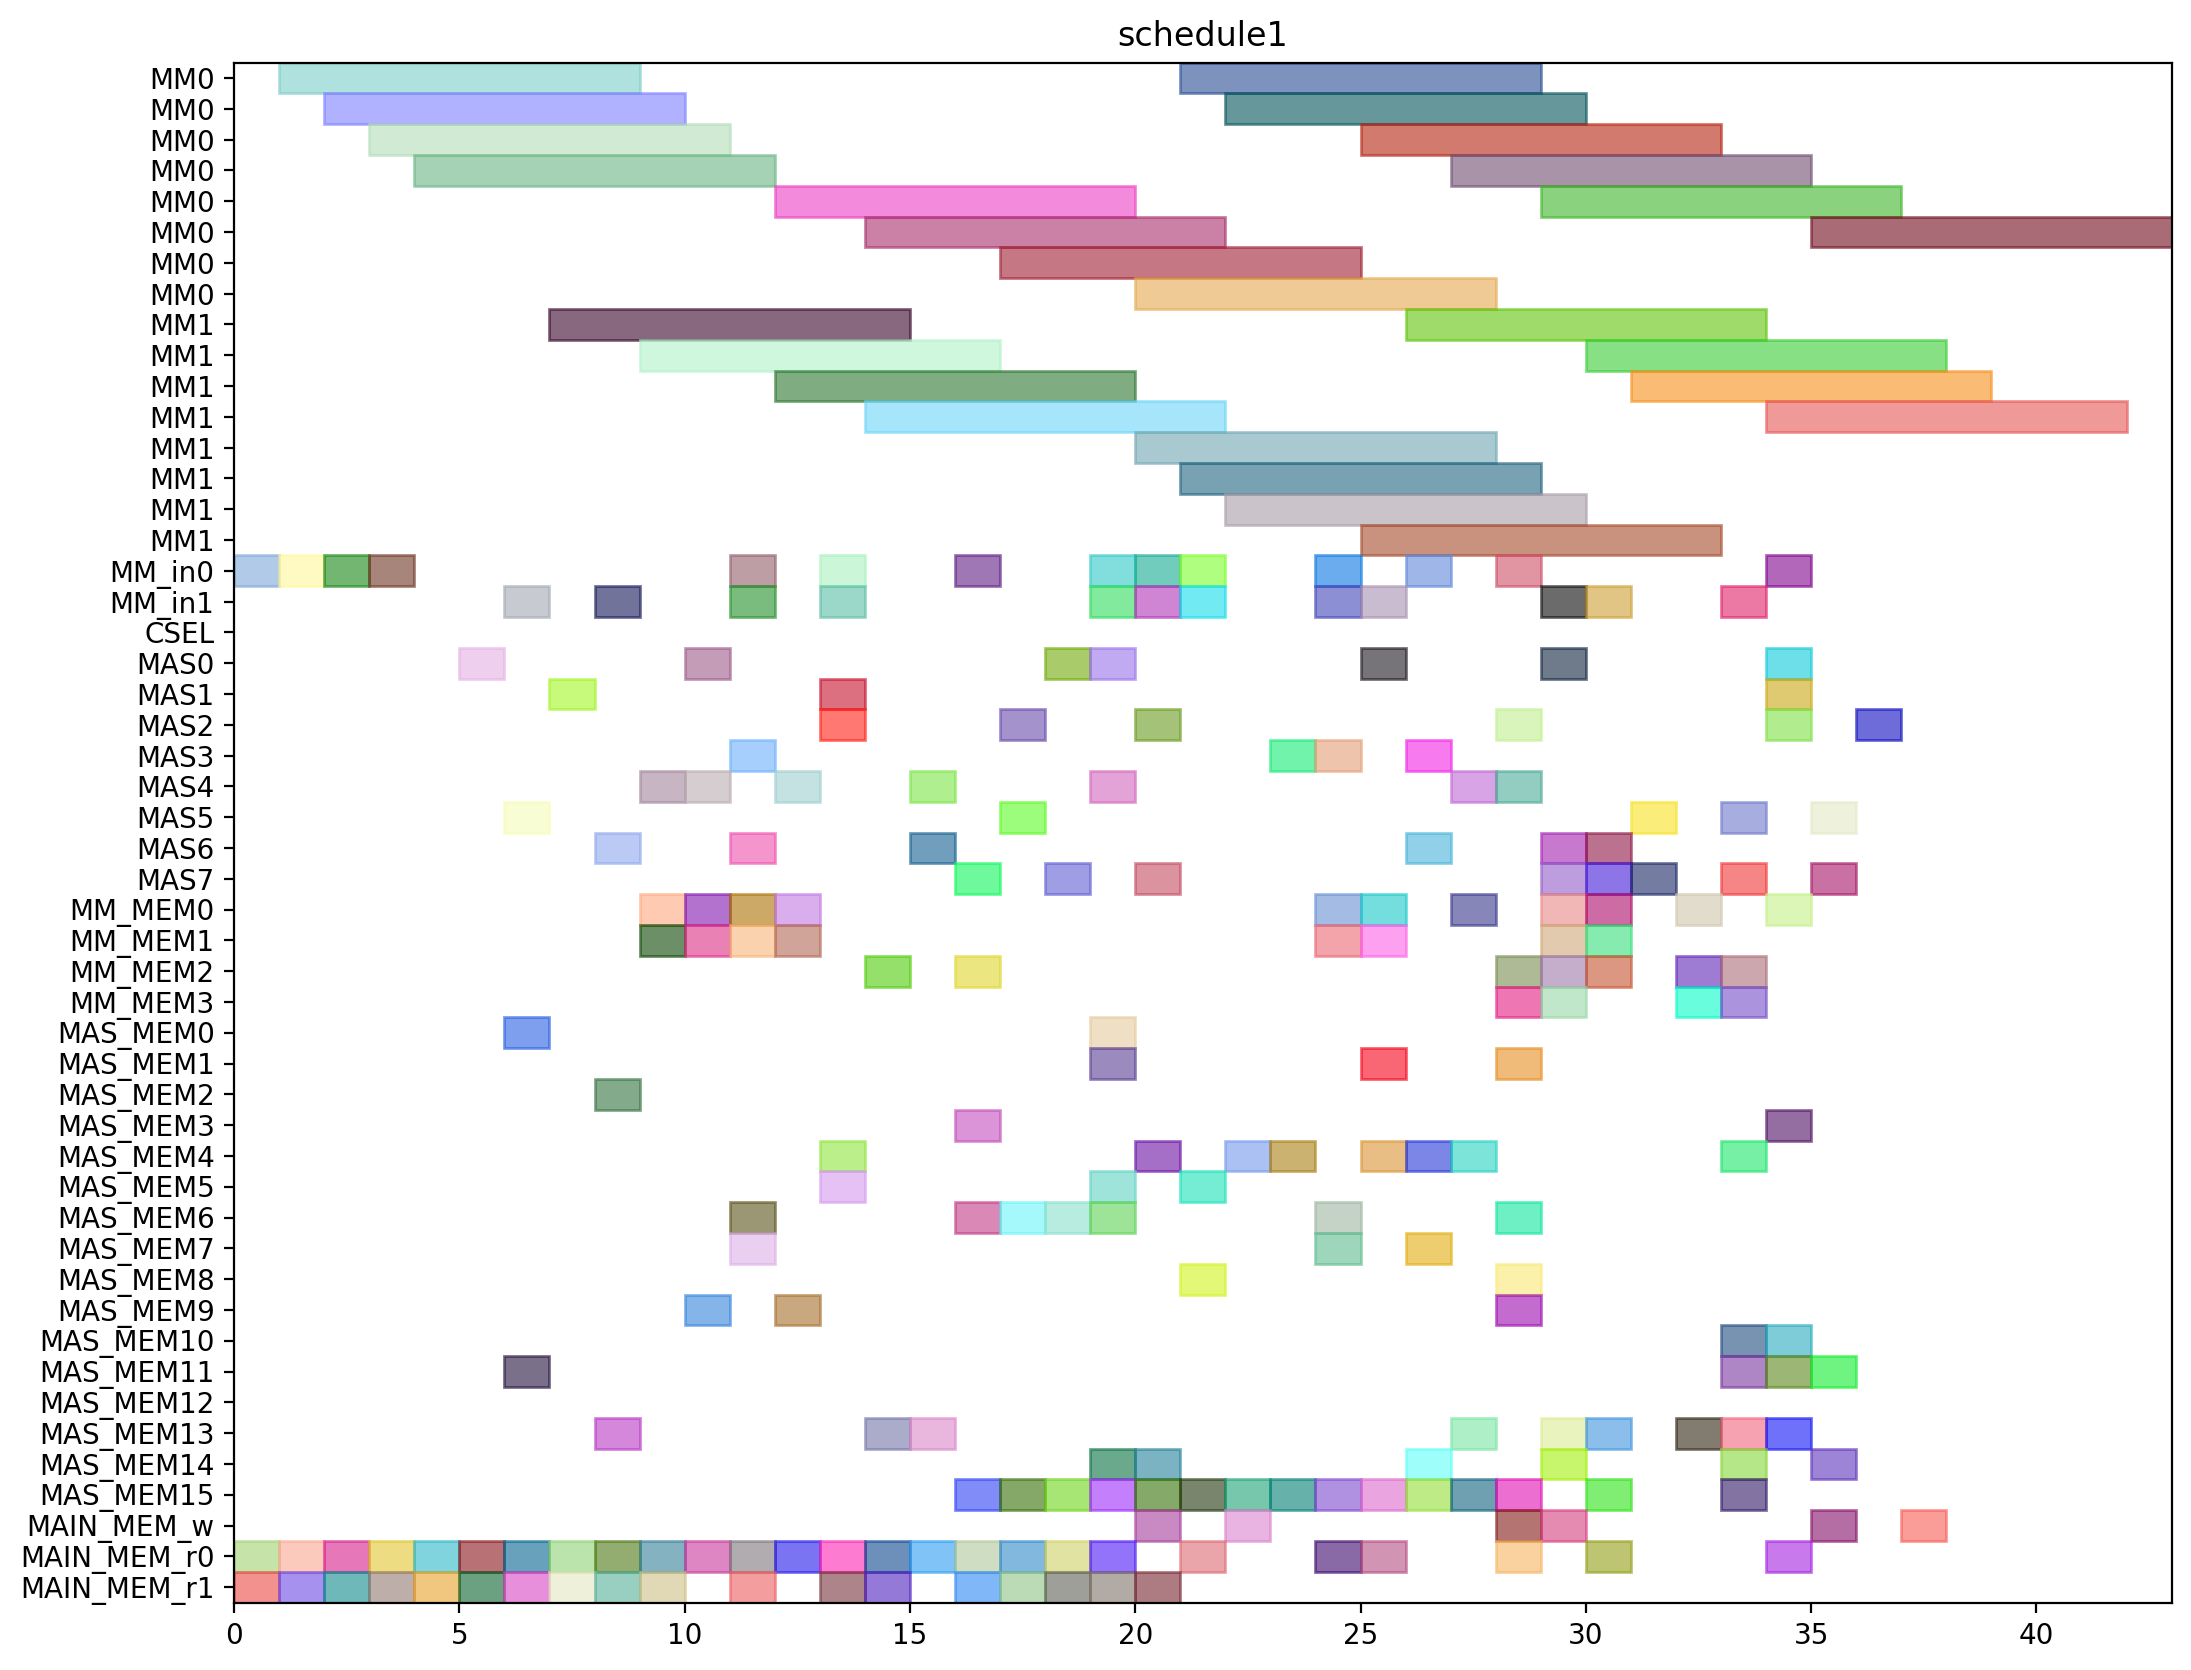 schedule1
MM0
MM0
MM0
MM0
MM0
MM0
MM0
MM0
MM1
MM1
MM1
MM1
MM1
MM1
MM1
MM1
MM_in0
MM_in1
CSEL
MAS0
MAS1
MAS2
MAS3
MAS4
MAS5
MAS6
MAS7
MM_MEM0
MM_MEM1
MM_MEM2
MM_MEM3
MAS_MEM0
MAS_MEM1
MAS_MEM2
MAS_MEM3
MAS_MEM4
MAS_MEM5
MAS_MEM6
MAS_MEM7
MAS_MEM8
MAS_MEM9
MAS_MEM10
MAS_MEM11
MAS_MEM12
MAS_MEM13
MAS_MEM14
MAS_MEM15
MAIN_MEM_w
MAIN_MEM_r0
MAIN_MEM_r1
0 5 10 15 20 25 30 35 40